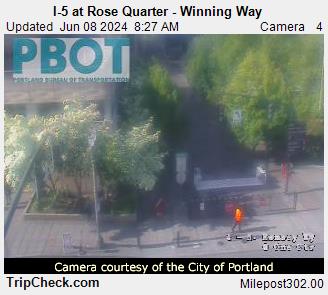 I-5 at Rose Quarter - Winning Way
Updated Jun 08 2024 8:27 AM Camera 4
PBOT
PORTLAND BUREAU OF TRANSPORTATION
Camera courtesy of the City of Portland
TripCheck.com Milepost302.00